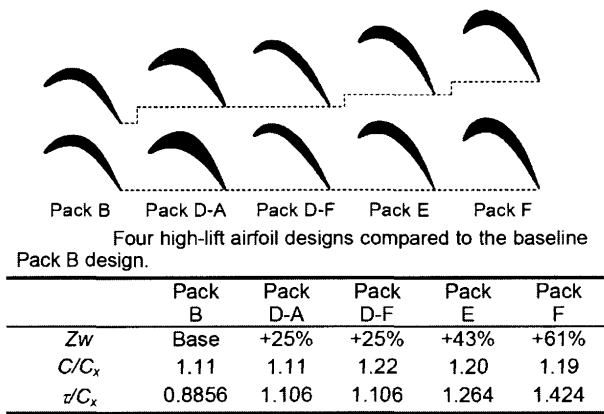 Pack B Pack D-A Pack D-F Pack E Pack F
Four high-lift airfoil designs compared to the baseline
Pack B design.
Pack Pack Pack Pack Pack
B D-A D-F E F
Zw Base +25% +25% +43% +61%
C/Cx 1.11 1.11 1.22 1.20 1.19
τ/Cx 0.8856 1.106 1.106 1.264 1.424